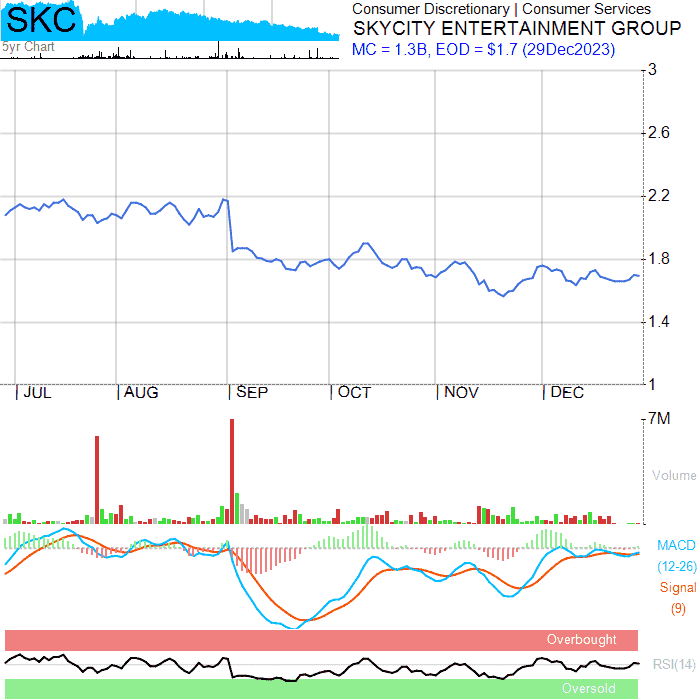 SKC
5yr Chart
Consumer Discretionary | Consumer Services
SKYCITY ENTERTAINMENT GROUP
MC = 1.3B, EOD = $1.7 (29Dec2023)
3
2.6
2.2
1.8
1.4
1
JUL AUG SEP OCT NOV DEC
7M
Volume
MACD
(12-26)
Signal
(9)
Overbought
RSI(14)
Oversold